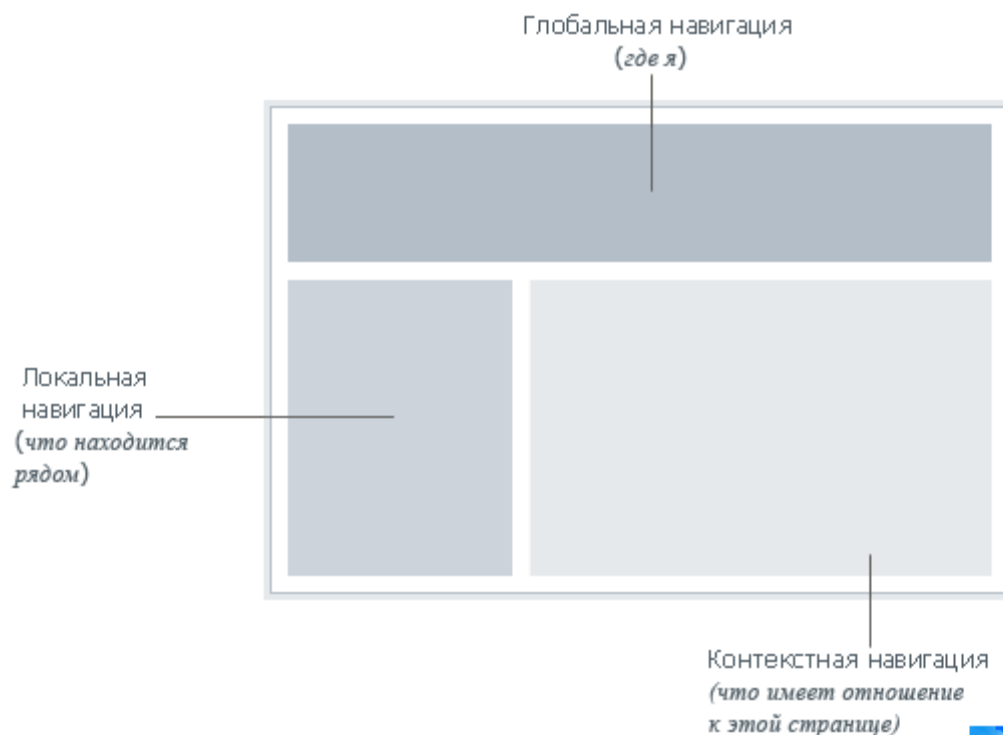 Глобальная навигация
(где я)
Локальная
навигация
(что находится
рядом)
Контекстная навигация
(что имеет отношение
к этой странице)